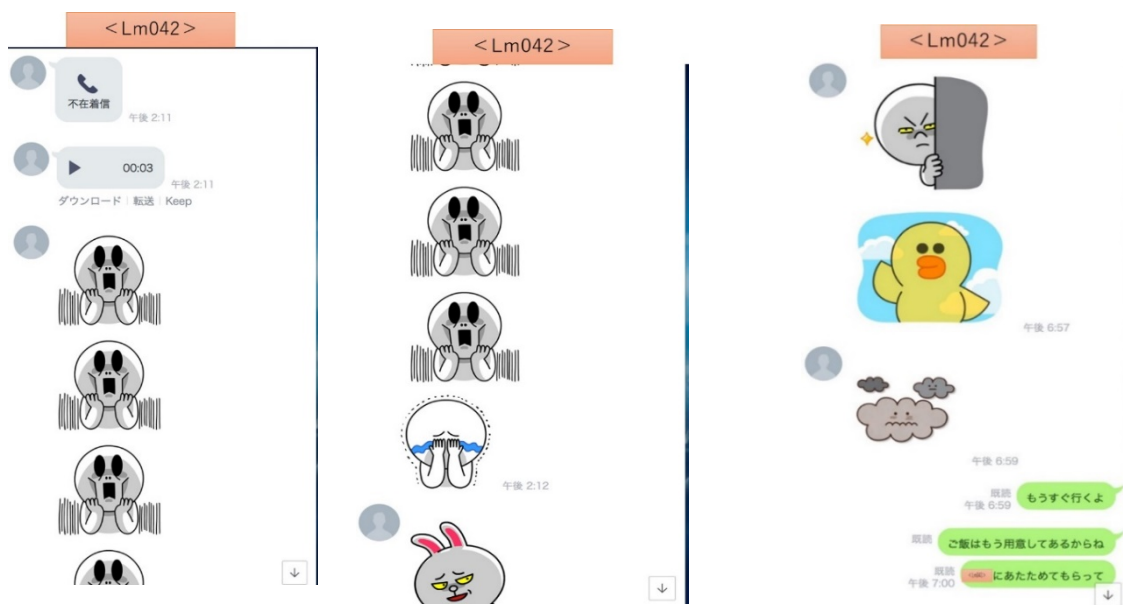 ＜Lm042＞
不在着信
午後 2:11
00:03
午後 2:11
ダウンロード | 転送 | Keep
＜Lm042＞
午後 2:12
＜Lm042＞
午後 6:57
午後 6:59
既読
午後 6:59
もうすぐ行くよ
既読
ご飯はもう用意してあるからね
既読
午後 7:00
にあたためてもらって